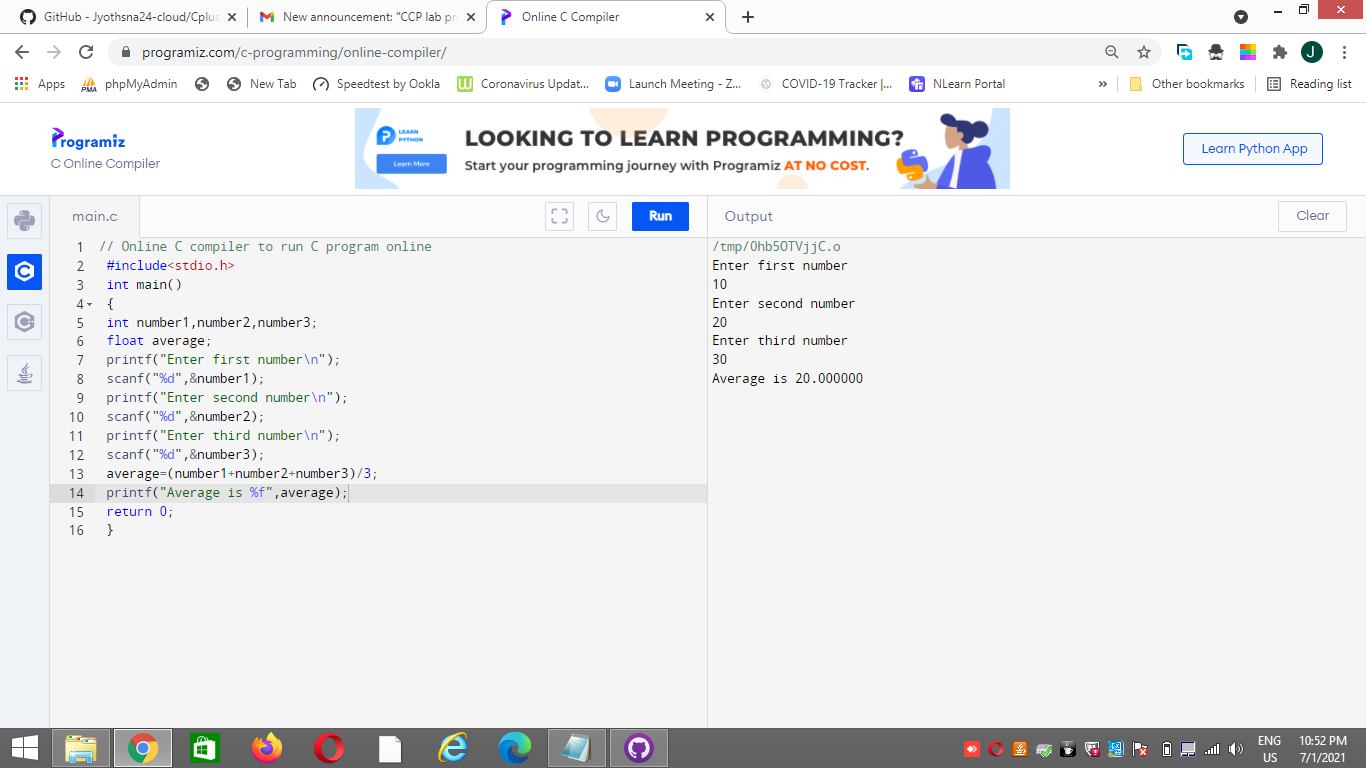 GitHub - Jyothsna24-cloud/Cplus
New announcement: "CCP lab pr
Online C Compiler
programiz.com/c-programming/online-compiler/
J
Apps
phpMyAdmin
New Tab
Speedtest by Ookla
Coronavirus Updat...
Launch Meeting - Z...
COVID-19 Tracker |...
NLearn Portal
»
Other bookmarks
Reading list
Programiz
C Online Compiler
LEARN PYTHON
Learn More
LOOKING TO LEARN PROGRAMMING?
Start your programming journey with Programiz AT NO COST.
Learn Python App
main.c
Run
Output
Clear
1 // Online C compiler to run C program online
2 #include<stdio.h>
3 int main()
4 {
5 int number1,number2,number3;
6 float average;
7 printf("Enter first number\n");
8 scanf("%d",&number1);
9 printf("Enter second number\n");
10 scanf("%d",&number2);
11 printf("Enter third number\n");
12 scanf("%d",&number3);
13 average=(number1+number2+number3)/3;
14 printf("Average is %f",average);
15 return 0;
16 }
/tmp/0hb5OTVjjC.o
Enter first number
10
Enter second number
20
Enter third number
30
Average is 20.000000
ENG
US
10:52 PM
7/1/2021